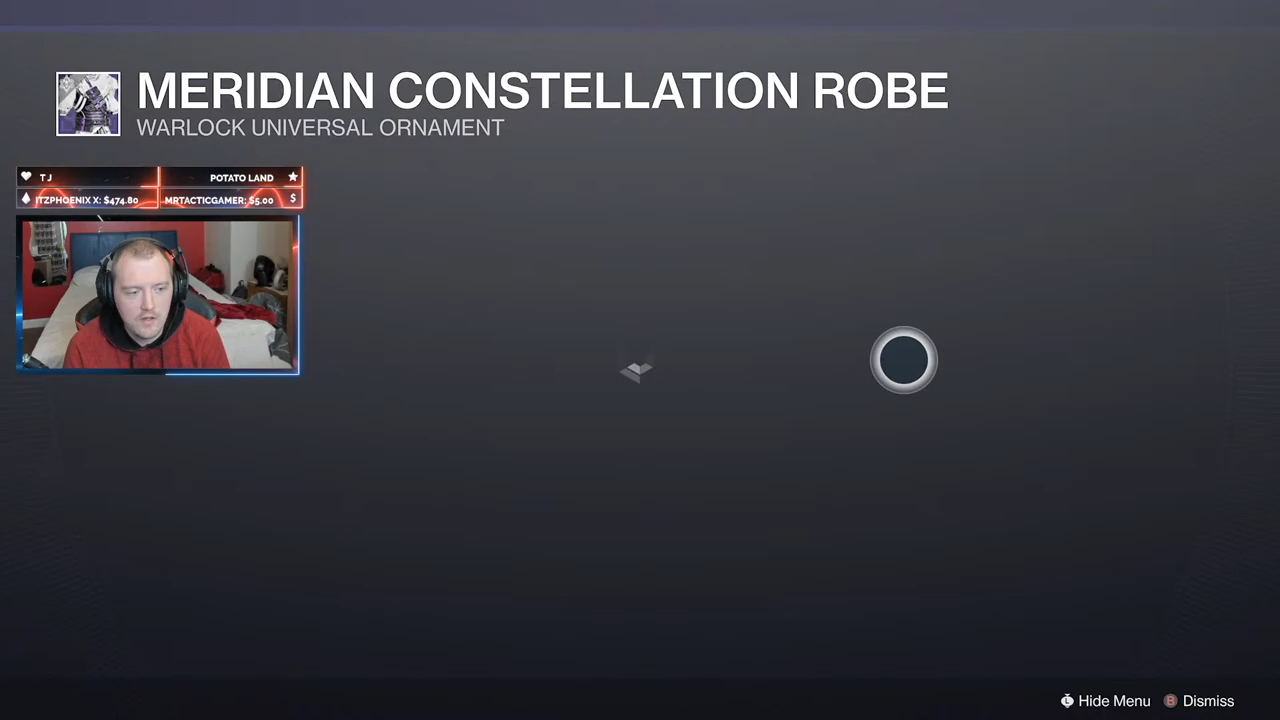 MERIDIAN CONSTELLATION ROBE
WARLOCK UNIVERSAL ORNAMENT
T J
POTATO LAND
ITZPHOENIX X: $474.80
MRTACTICGAMER: $5.00
$
L Hide Menu
B Dismiss